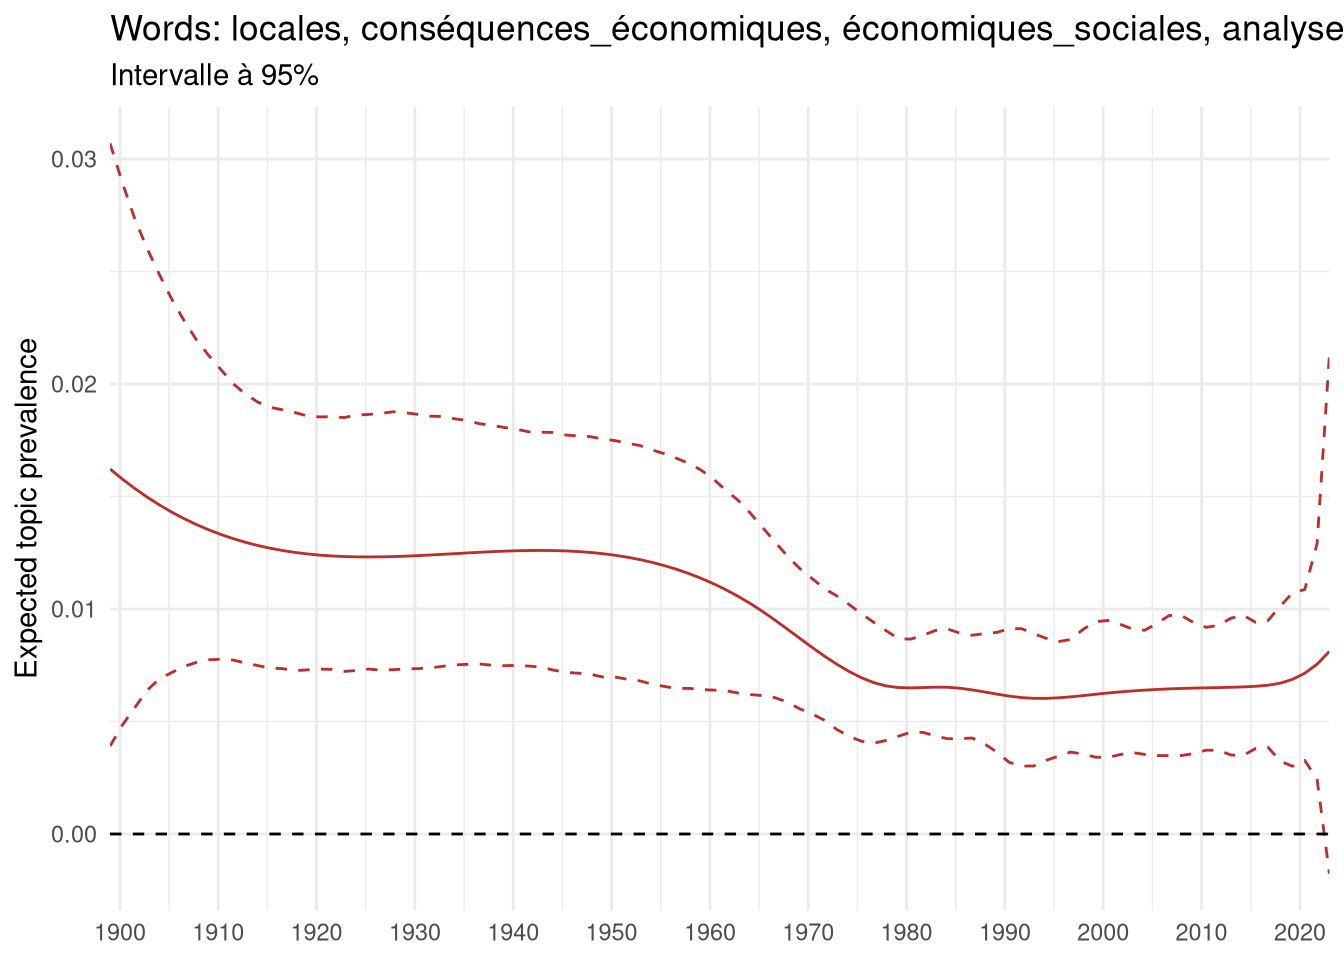 Words: locales, conséquences_économiques, économiques_sociales, analyse
Intervalle à 95%
Expected topic prevalence
0.03
0.02
0.01
0.00
1900 1910 1920 1930 1940 1950 1960 1970 1980 1990 2000 2010 2020